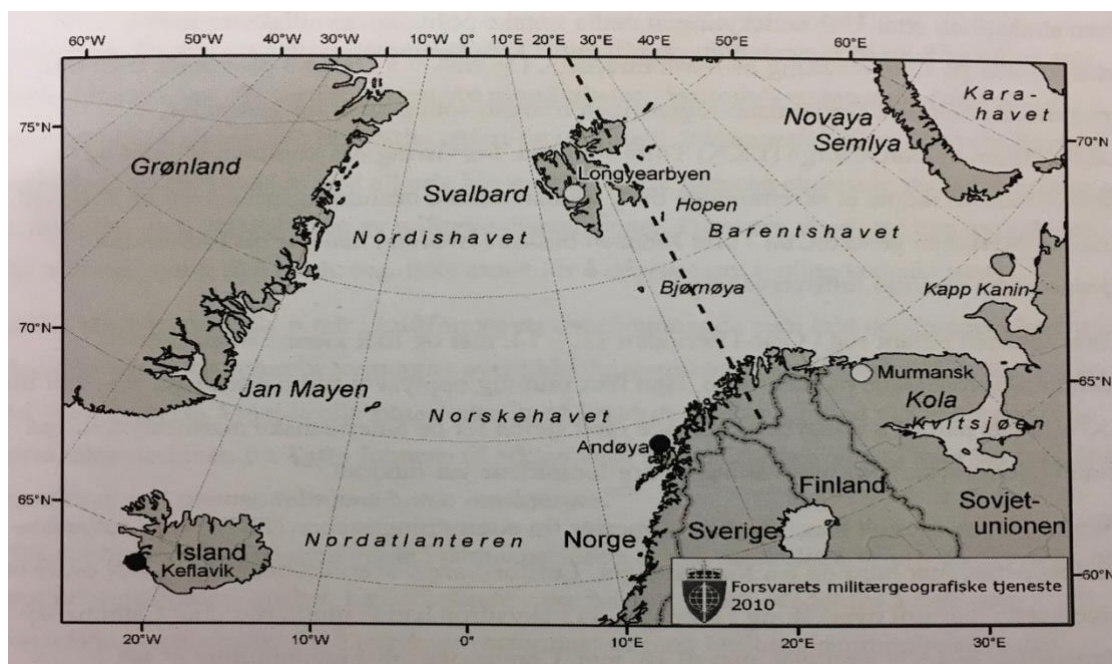 60°W 50°W 40°W 30°W 20°W 10°W 0°E 10°E 20°E 30°E 40°E 50°E 60°E
Kara-
havet
75°N
Novaya
Semlya
70°N
Grønland
Longyearbyen
Svalbard
Hopen
Nordishavet
Barentshavet
Bjørnøya
Kapp Kanin
70°N
Murmansk
65°N
Jan Mayen
Kola
Norskehavet
Kvitsjøen
Andøya
Finland
65°N
Sovjet-
unionen
Sverige
Norge
Nordatlanteren
Island
Keflavik
60°N
Forsvarets militærgeografiske tjeneste
2010
20°W 10°W 0° 10°E 20°E 30°E